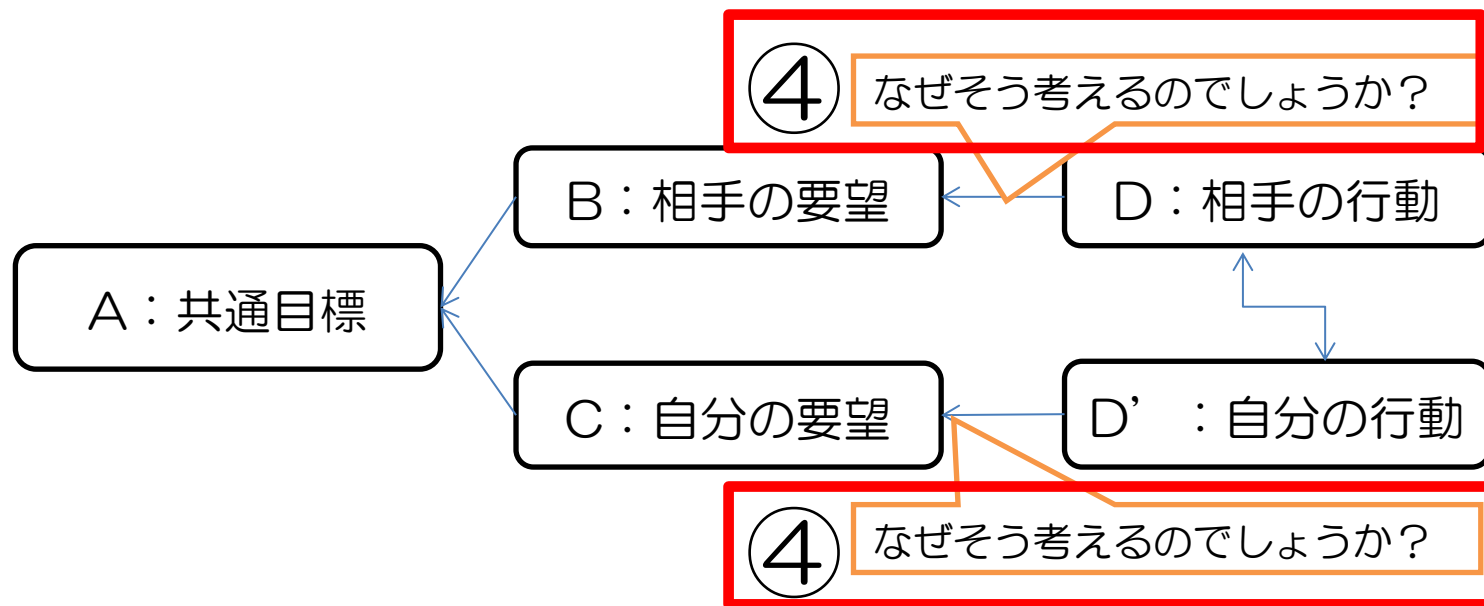 ④ なぜそう考えるのでしょうか？
B：相手の要望
D：相手の行動
A：共通目標
C：自分の要望
D’：自分の行動
④ なぜそう考えるのでしょうか？